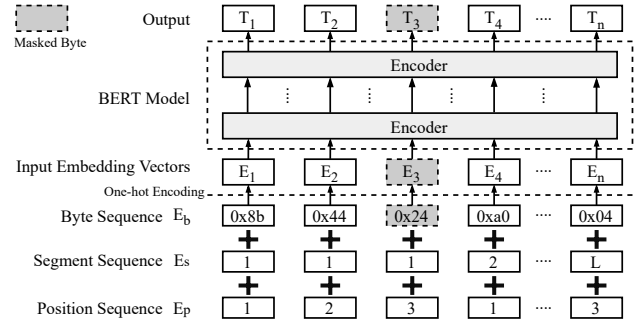 Output T1 T2 T3 T4 ···· Tn
Masked Byte
Encoder
BERT Model
Encoder
Input Embedding Vectors E1 E2 E3 E4 ···· En
One-hot Encoding
Byte Sequence Eb 0x8b 0x44 0x24 0xa0 ···· 0x04
+ + + + +
Segment Sequence Es 1 1 1 2 ···· L
+ + + + +
Position Sequence Ep 1 2 3 1 ···· 3